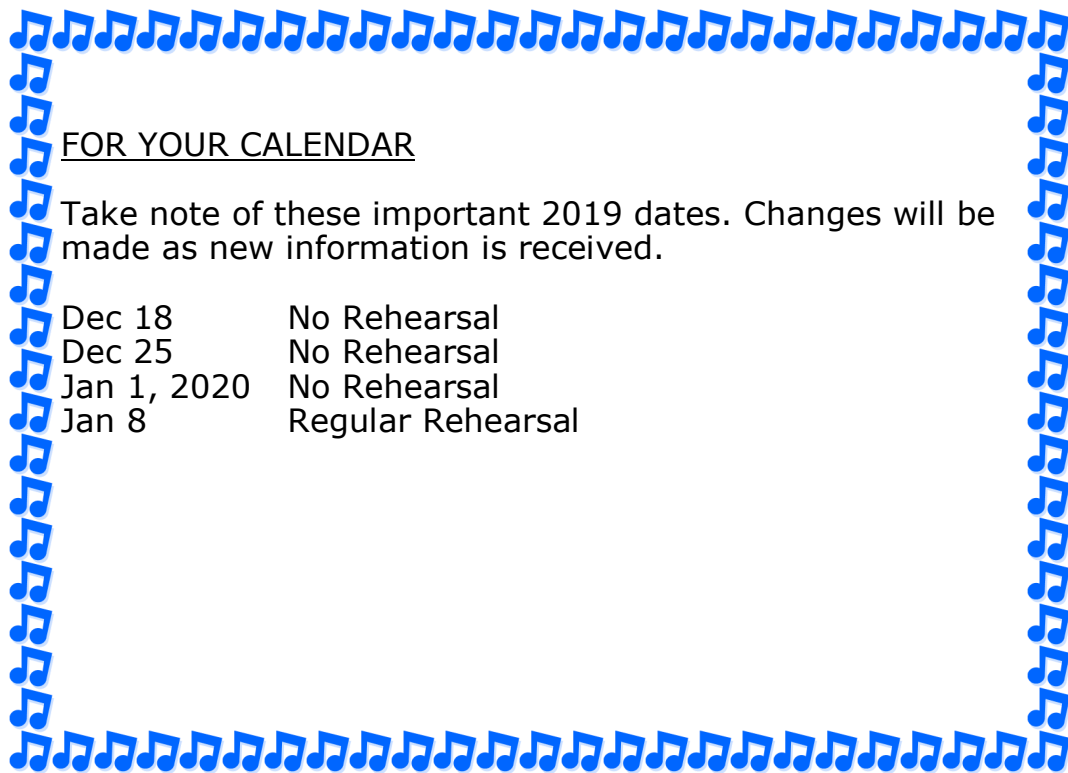 FOR YOUR CALENDAR
Take note of these important 2019 dates. Changes will be
made as new information is received.
Dec 18 No Rehearsal
Dec 25 No Rehearsal
Jan 1, 2020 No Rehearsal
Jan 8 Regular Rehearsal